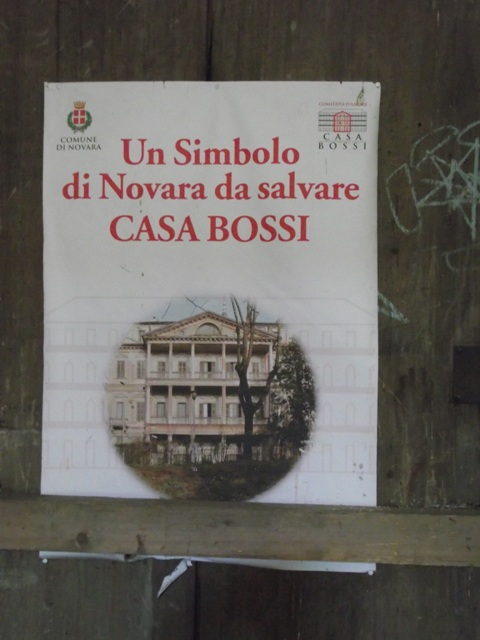 COMUNE
DI NOVARA
CASA
BOSSI
Un Simbolo
di Novara da salvare
CASA BOSSI